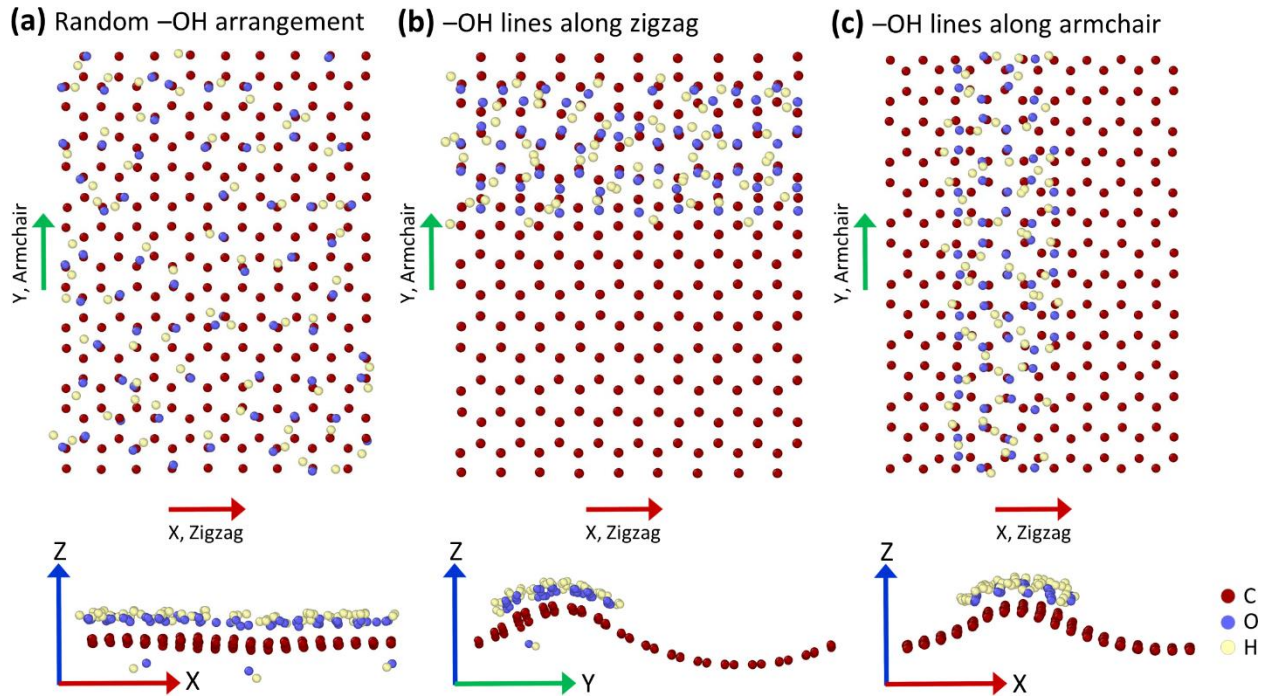 (a) Random –OH arrangement
(b) –OH lines along zigzag
(c) –OH lines along armchair
Y, Armchair
Y, Armchair
Y, Armchair
X, Zigzag
X, Zigzag
X, Zigzag
Z
X
Z
Y
Z
X
C
O
H